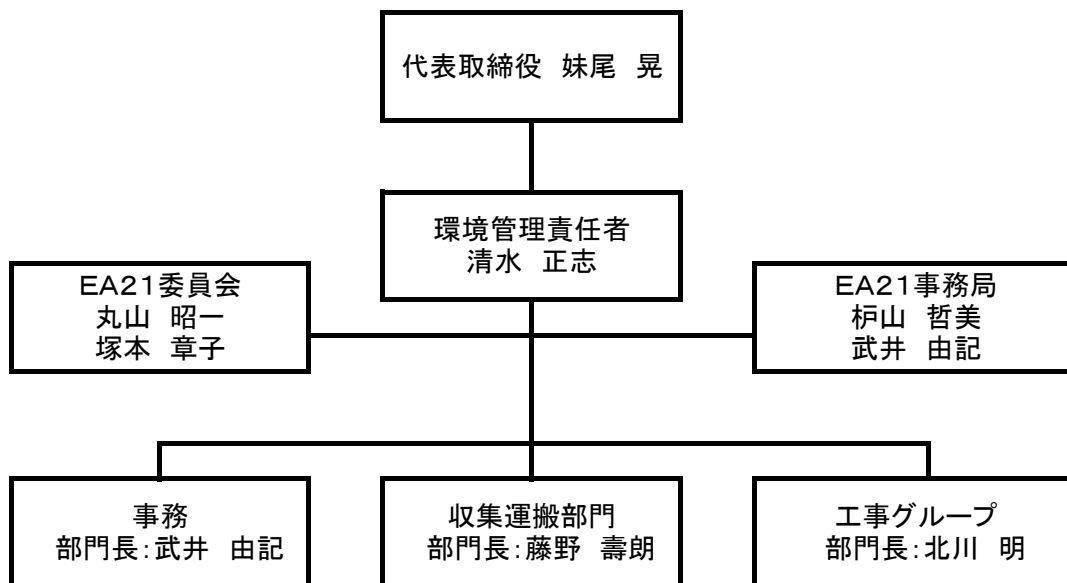 代表取締役　妹尾　晃
環境管理責任者
清水　正志
EA21委員会
丸山　昭一
塚本　章子
EA21事務局
枦山　哲美
武井　由記
事務
部門長:武井　由記
収集運搬部門
部門長:藤野　壽朗
工事グループ
部門長:北川　明